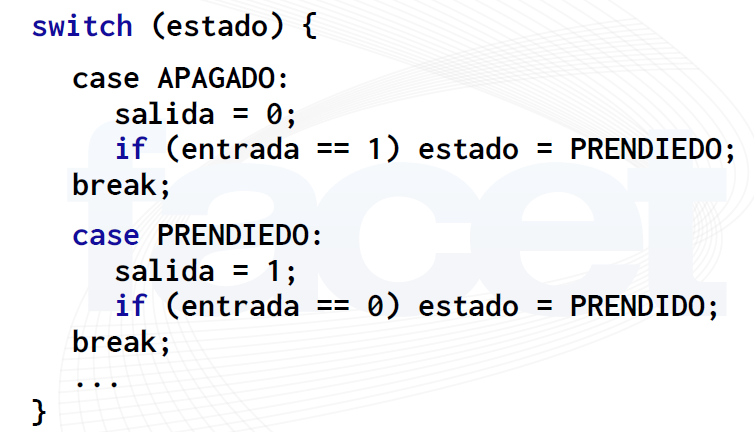 switch (estado) {
case APAGADO:
salida = 0;
if (entrada == 1) estado = PRENDIEDO;
break;
case PRENDIEDO:
salida = 1;
if (entrada == 0) estado = PRENDIDO;
break;
...
}
facet